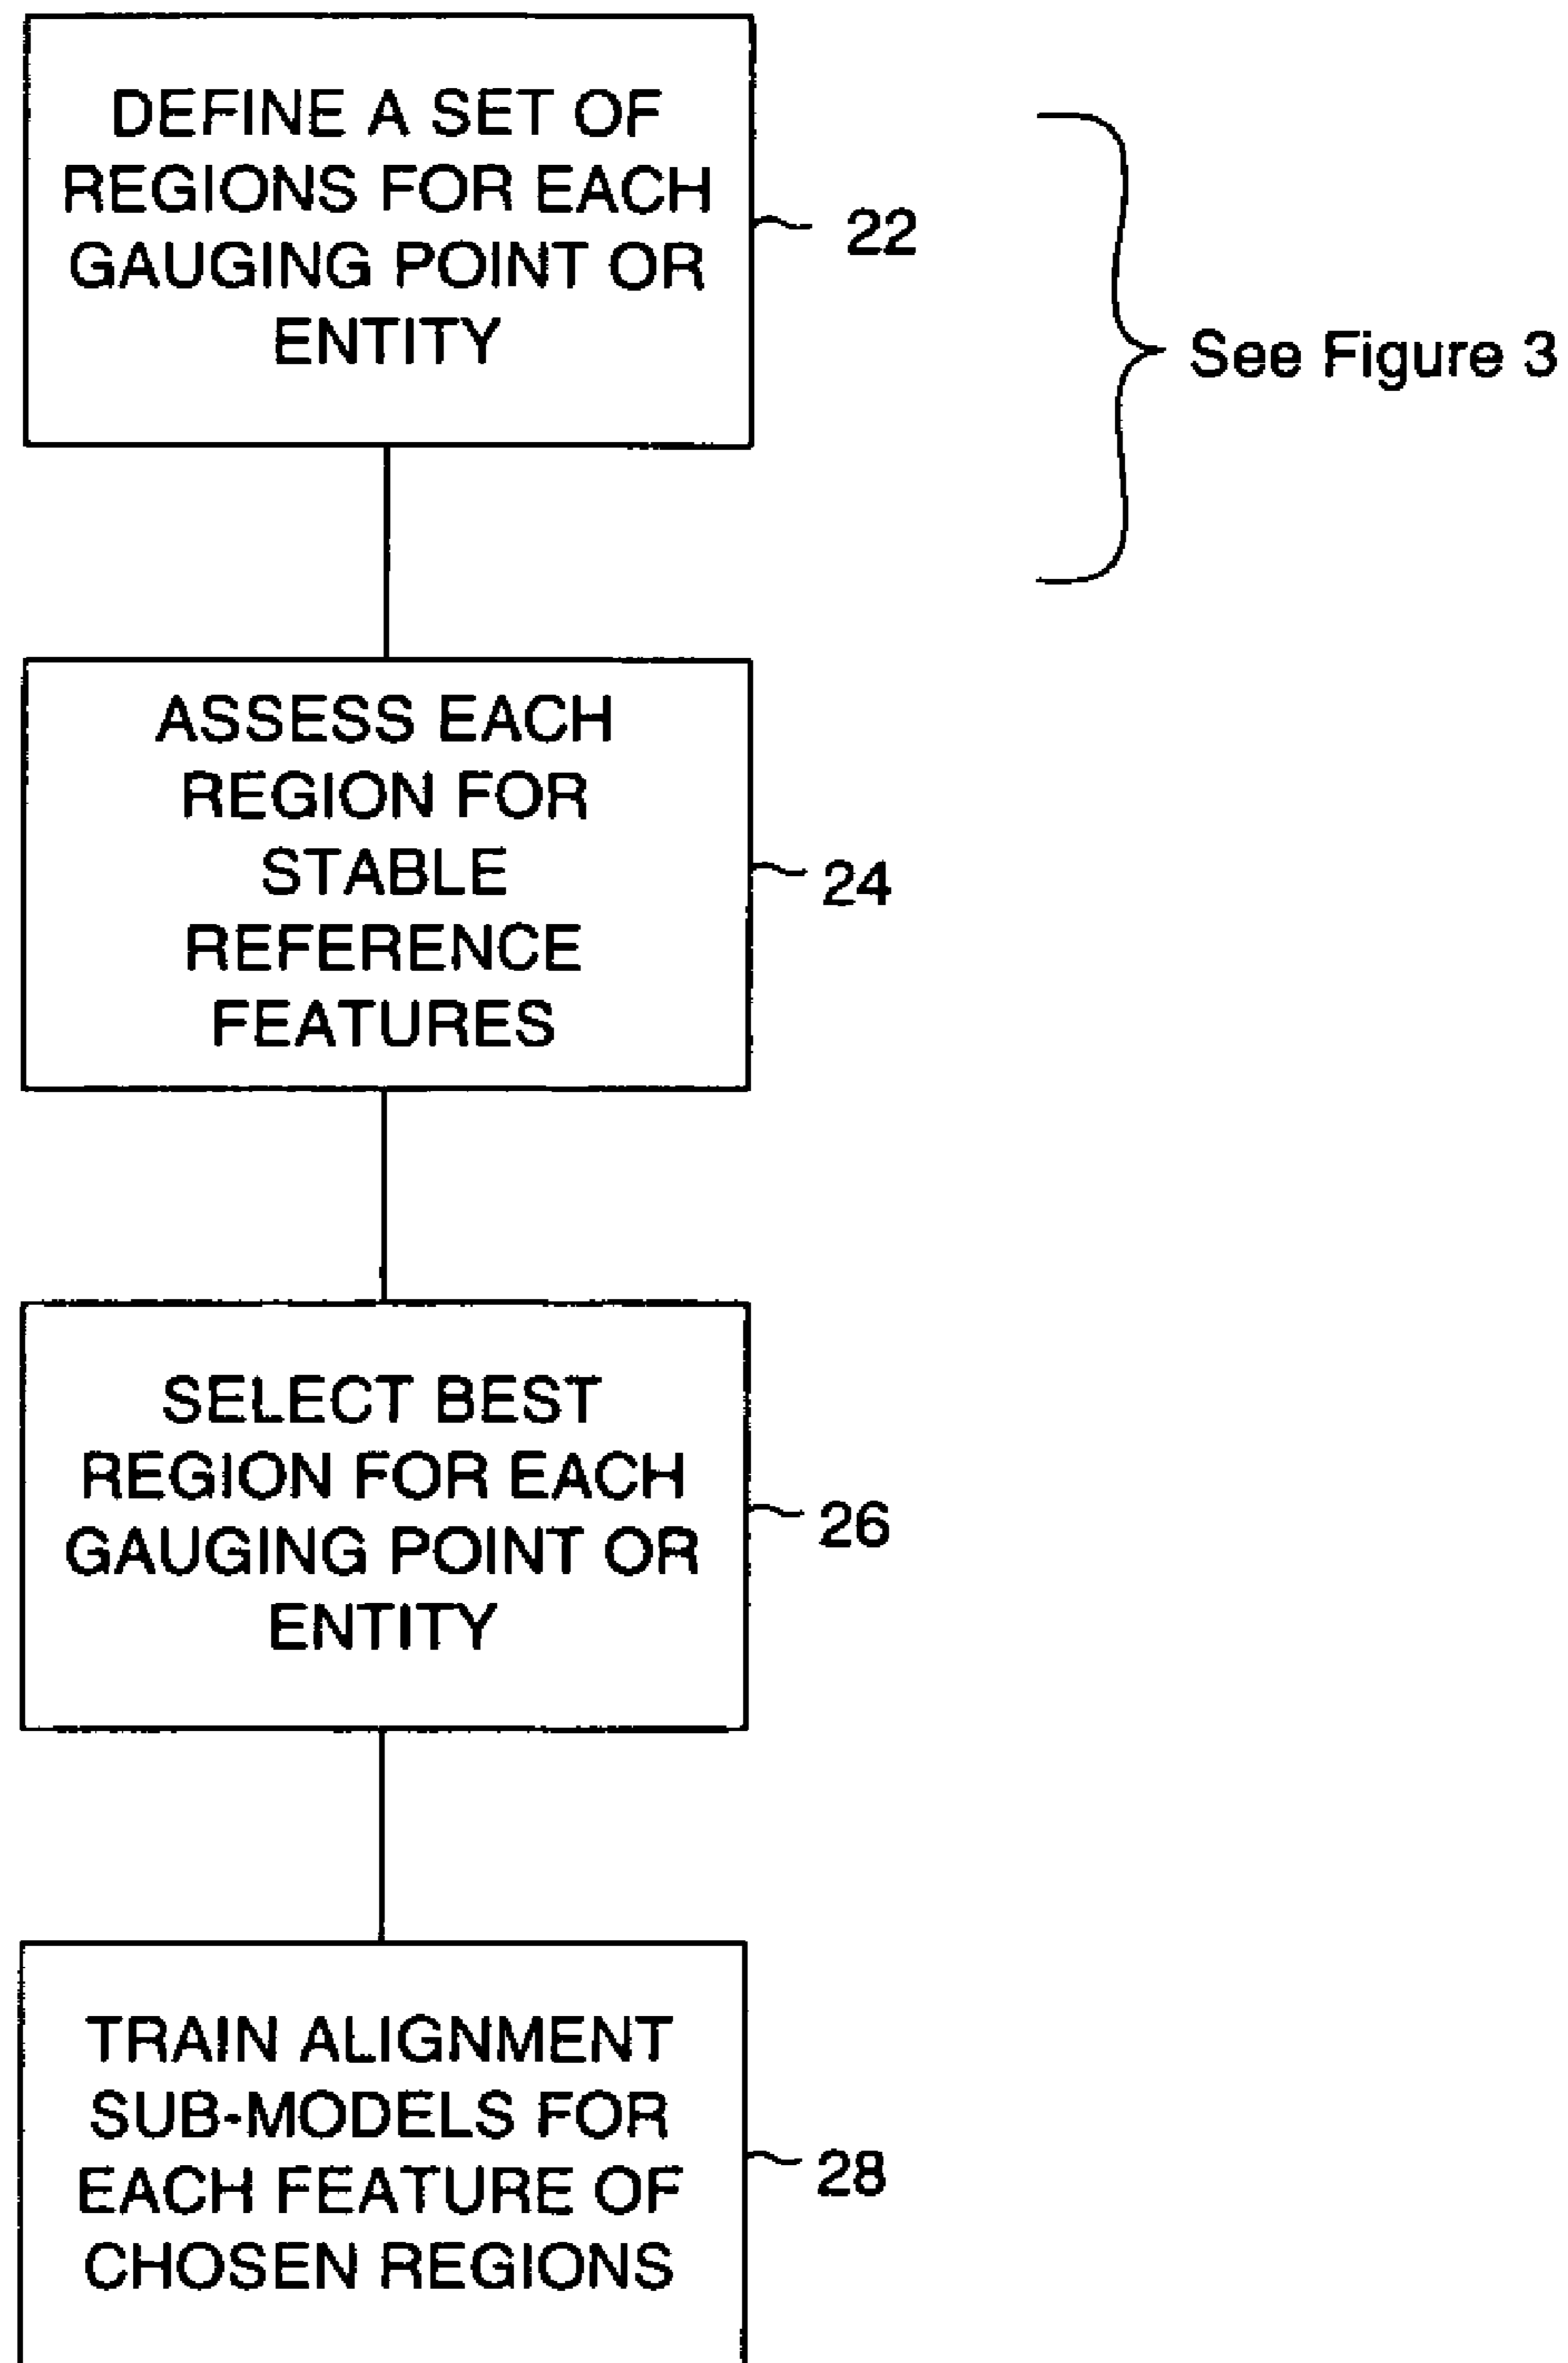 DEFINE A SET OF
REGIONS FOR EACH
GAUGING POINT OR
ENTITY
22
See Figure 3
ASSESS EACH
REGION FOR
STABLE
REFERENCE
FEATURES
24
SELECT BEST
REGION FOR EACH
GAUGING POINT OR
ENTITY
26
TRAIN ALIGNMENT
SUB-MODELS FOR
EACH FEATURE OF
CHOSEN REGIONS
28